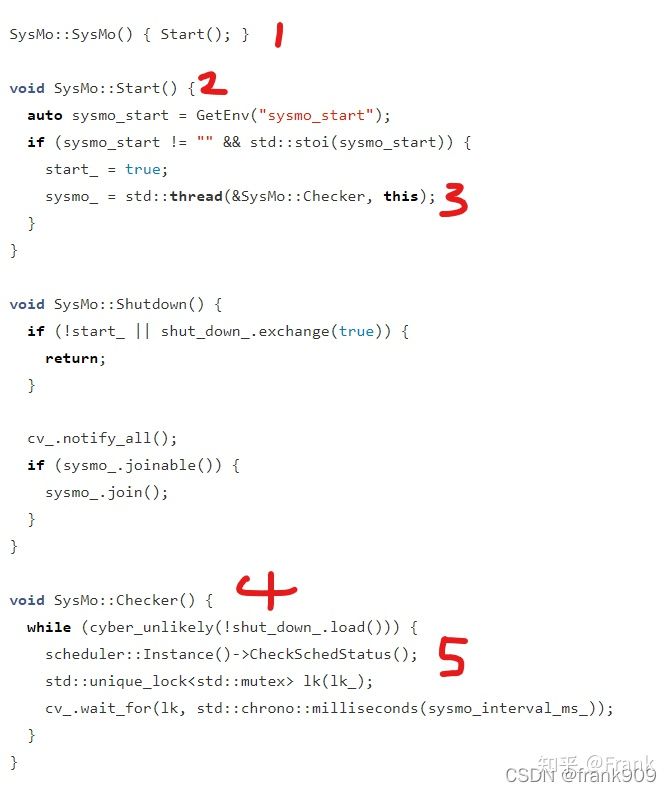 SysMo::SysMo() { Start(); } 1
void SysMo::Start() { 2
  auto sysmo_start = GetEnv("sysmo_start");
  if (sysmo_start != "" && std::stoi(sysmo_start)) {
    start_ = true;
    sysmo_ = std::thread(&SysMo::Checker, this); 3
  }
}
void SysMo::Shutdown() {
  if (!start_ || shut_down_.exchange(true)) {
    return;
  }
  cv_.notify_all();
  if (sysmo_.joinable()) {
    sysmo_.join();
  }
}
void SysMo::Checker() { 4
  while (cyber_unlikely(!shut_down_.load())) {
    scheduler::Instance()->CheckSchedStatus(); 5
    std::unique_lock<std::mutex> lk(lk_);
    cv_.wait_for(lk, std::chrono::milliseconds(sysmo_interval_ms_));
  }
}
知乎 @Frank
CSDN @frank909